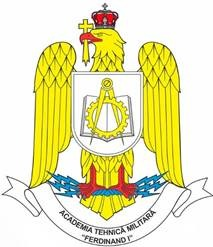 ACADEMIA TEHNICĂ MILITARĂ
"FERDINAND I"